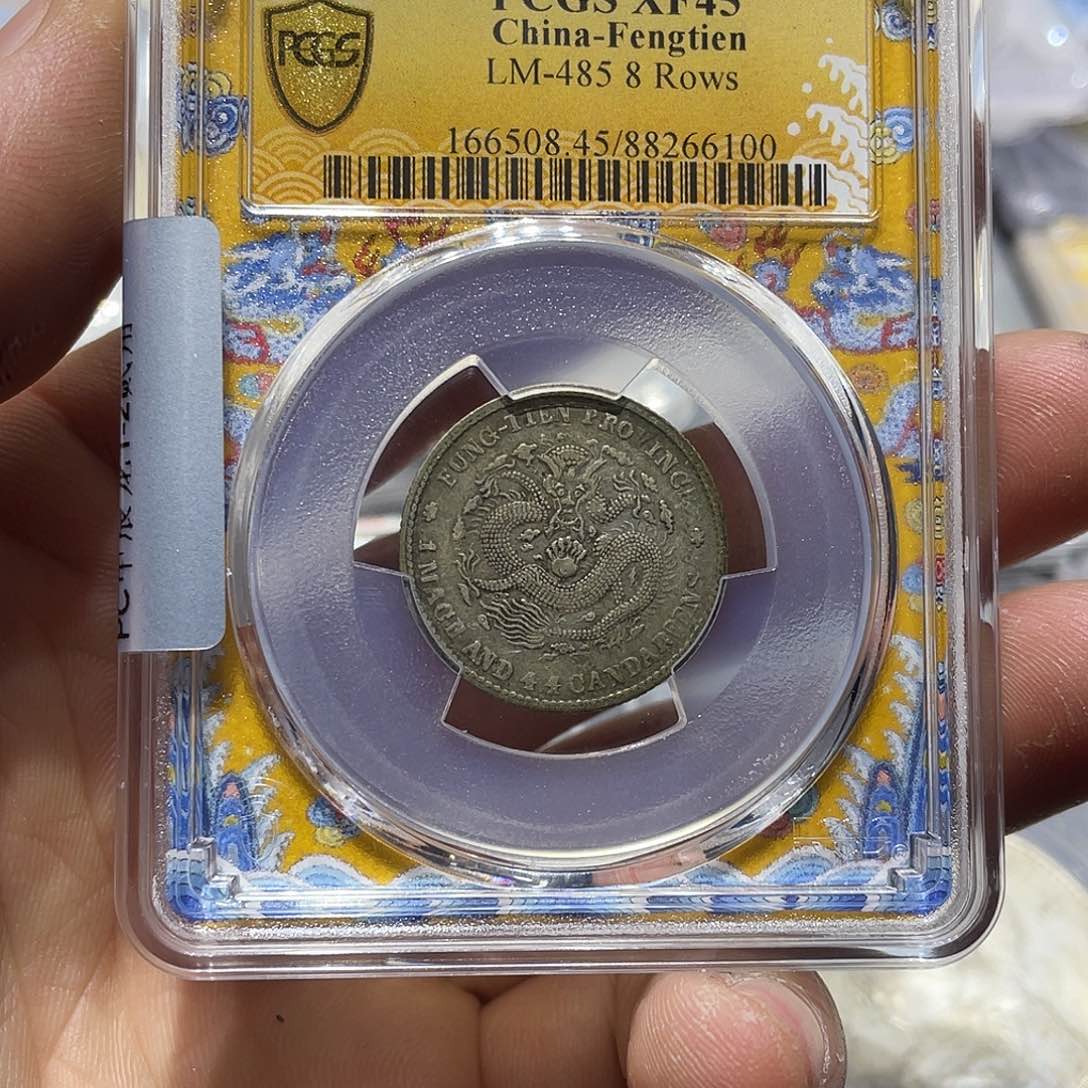 PCGS XF45
PCGS
China-Fengtien
LM-485 8 Rows
166508.45/88266100
FUNG-TIEN PROVINCE
1 MACE AND 4 4 CANDAREENS